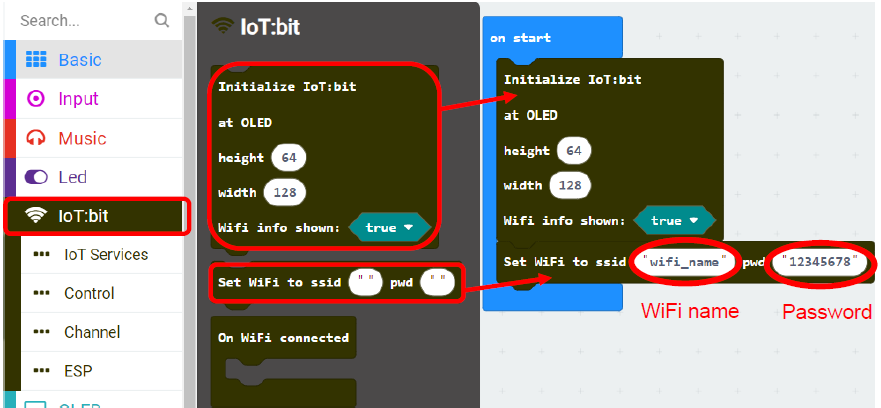 Search...
Basic
Input
Music
Led
IoT:bit
IoT Services
Control
Channel
ESP
IoT:bit
Initialize IoT:bit
at OLED
height 64
width 128
Wifi info shown: true
Set WiFi to ssid " " pwd " "
On WiFi connected
on start
Initialize IoT:bit
at OLED
height 64
width 128
Wifi info shown: true
Set WiFi to ssid "wifi_name" pwd "12345678"
WiFi name
Password